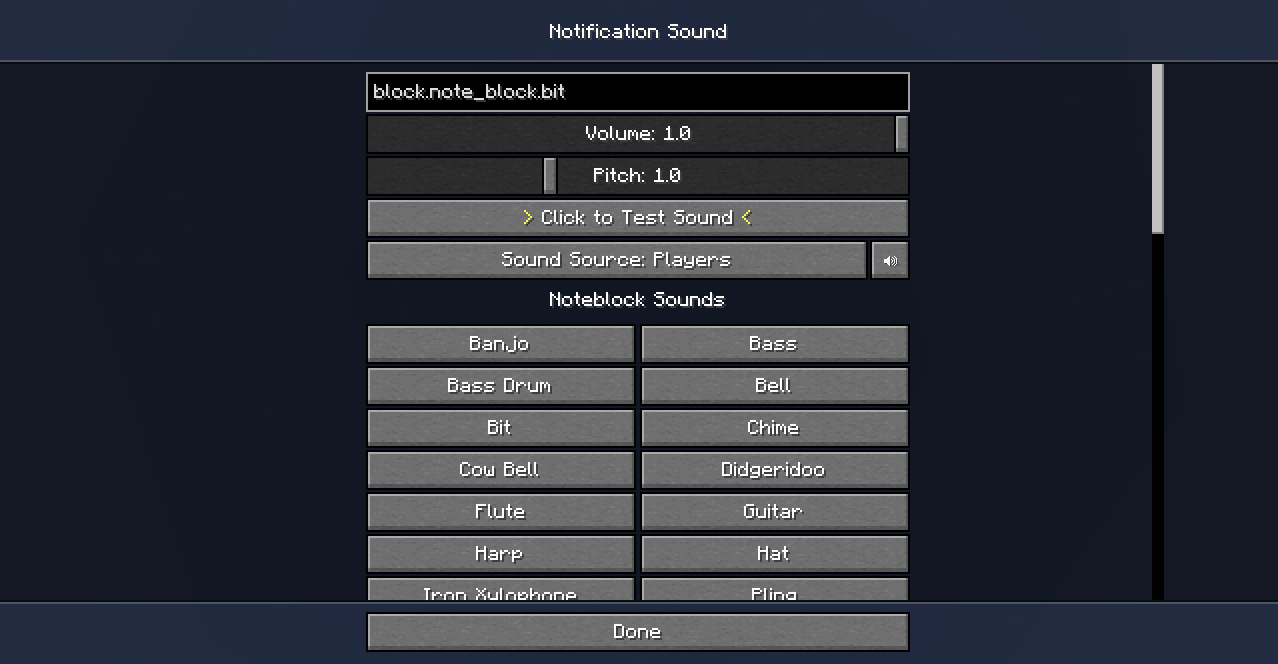 Notification Sound
block.note_block.bit
Volume: 1.0
Pitch: 1.0
> Click to Test Sound <
Sound Source: Players
Noteblock Sounds
Banjo Bass
Bass Drum Bell
Bit Chime
Cow Bell Didgeridoo
Flute Guitar
Harp Hat
Iron Xylophone Pling
Done